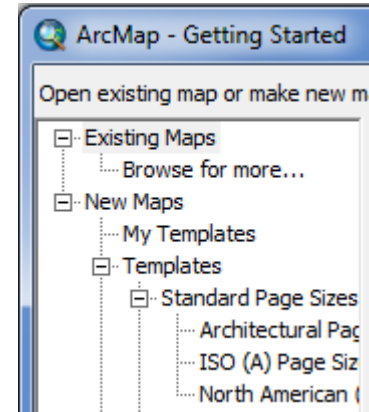 ArcMap - Getting Started
Open existing map or make new m
Existing Maps
Browse for more...
New Maps
My Templates
Templates
Standard Page Sizes
Architectural Pag
ISO (A) Page Siz
North American (